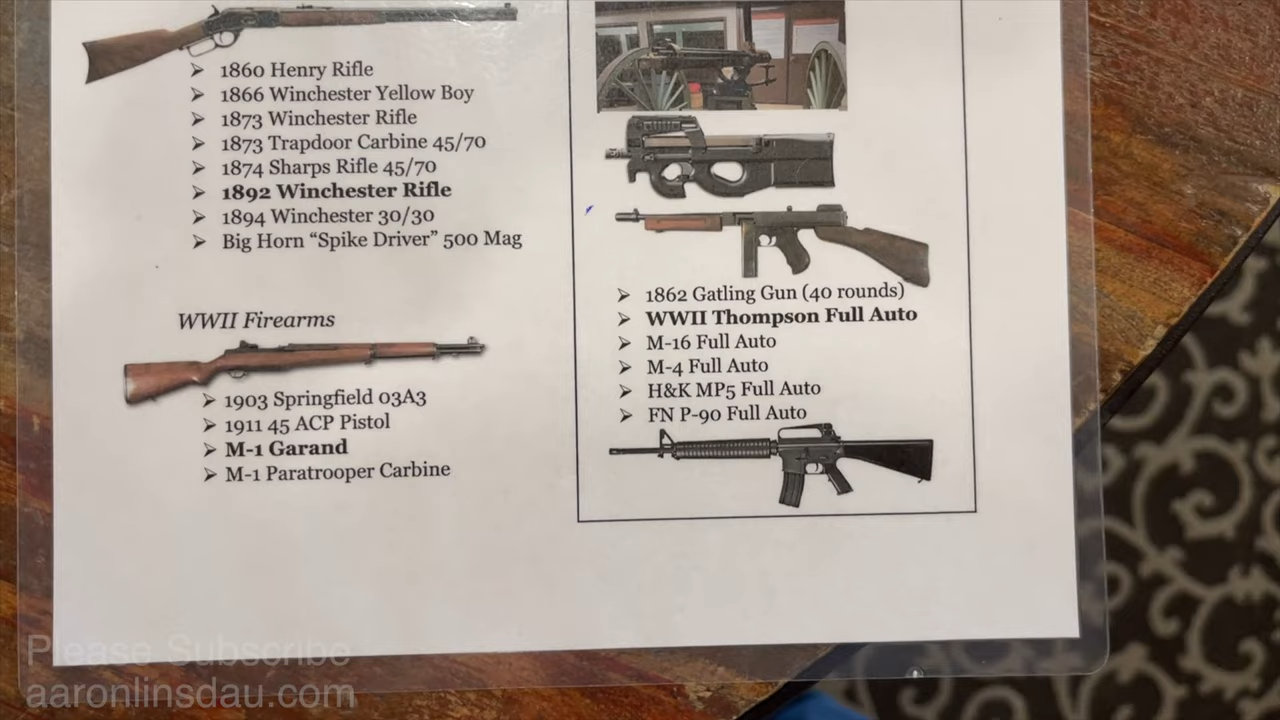 ➢ 1860 Henry Rifle
➢ 1866 Winchester Yellow Boy
➢ 1873 Winchester Rifle
➢ 1873 Trapdoor Carbine 45/70
➢ 1874 Sharps Rifle 45/70
➢ 1892 Winchester Rifle
➢ 1894 Winchester 30/30
➢ Big Horn “Spike Driver” 500 Mag
WWII Firearms
➢ 1903 Springfield 03A3
➢ 1911 45 ACP Pistol
➢ M-1 Garand
➢ M-1 Paratrooper Carbine
➢ 1862 Gatling Gun (40 rounds)
➢ WWII Thompson Full Auto
➢ M-16 Full Auto
➢ M-4 Full Auto
➢ H&K MP5 Full Auto
➢ FN P-90 Full Auto
Please Subscribe
aaronlinsdau.com